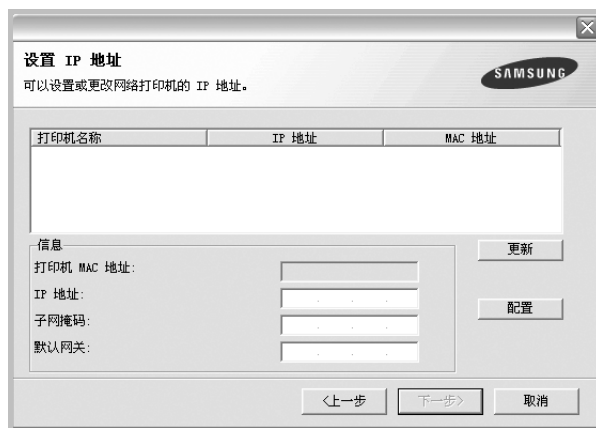 设置 IP 地址
可以设置或更改网络打印机的 IP 地址。
SAMSUNG
打印机名称 IP 地址 MAC 地址
信息
更新
打印机 MAC 地址:
IP 地址:
配置
子网掩码:
默认网关:
<上一步 下一步> 取消